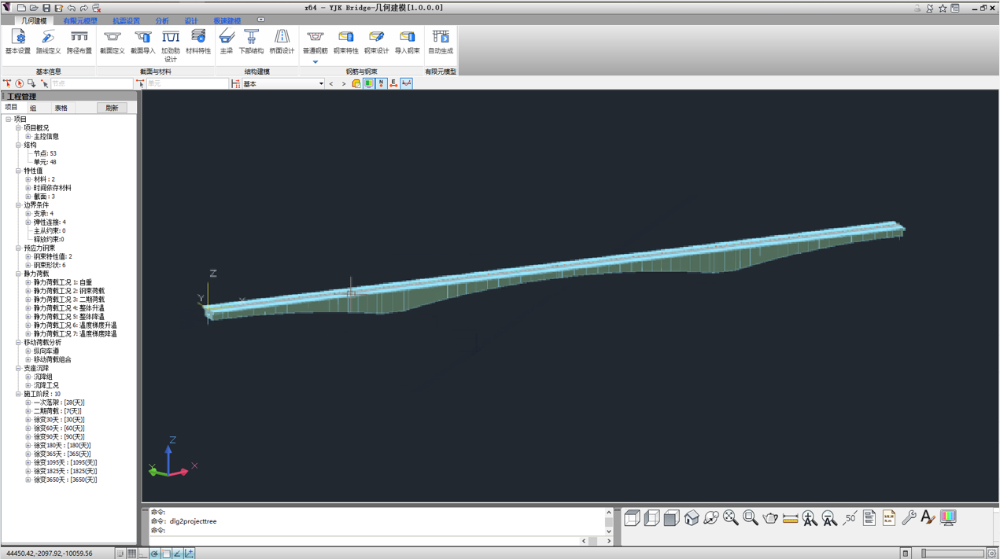 x64 - YJK Bridge-几何建模[1.0.0.0]
几何建模 有限元模型 抗震设置 分析 设计 极速建模
基本设置 路线定义 跨径布置 截面定义 截面导入 加劲肋设计 材料特性 主梁 下部结构 桥面设计 普通钢筋 钢束特性 钢束设计 导入钢束 自动生成
基本信息 截面与材料 结构建模 钢筋与钢束 有限元模型
节点 单元 基本 < > N E
工程管理
项目 组 表格 刷新
项目
项目概况
主控信息
结构
节点: 53
单元: 48
特性值
材料 : 2
时间依存材料
截面 : 3
边界条件
支承: 4
弹性连接: 4
主从约束: 0
释放约束:0
预应力钢束
钢束特性值: 2
钢束形状: 6
静力荷载
静力荷载工况 1: 自重
静力荷载工况 2: 钢束荷载
静力荷载工况 3: 二期荷载
静力荷载工况 4: 整体升温
静力荷载工况 5: 整体降温
静力荷载工况 6: 温度梯度升温
静力荷载工况 7: 温度梯度降温
移动荷载分析
纵向车道
移动荷载组合
支座沉降
沉降组
沉降工况
施工阶段 : 10
一次落架 : [28(天)]
二期荷载 : [7(天)]
徐变30天 : [30(天)]
徐变60天 : [60(天)]
徐变90天 : [90(天)]
徐变180天 : [180(天)]
徐变365天 : [365(天)]
徐变1095天 : [1095(天)]
徐变1825天 : [1825(天)]
徐变3650天 : [3650(天)]
Z
Y X
Z
Y X
命令:
命令: dlg2projecttree
命令:
50
44450.42,-2097.92,-10059.56